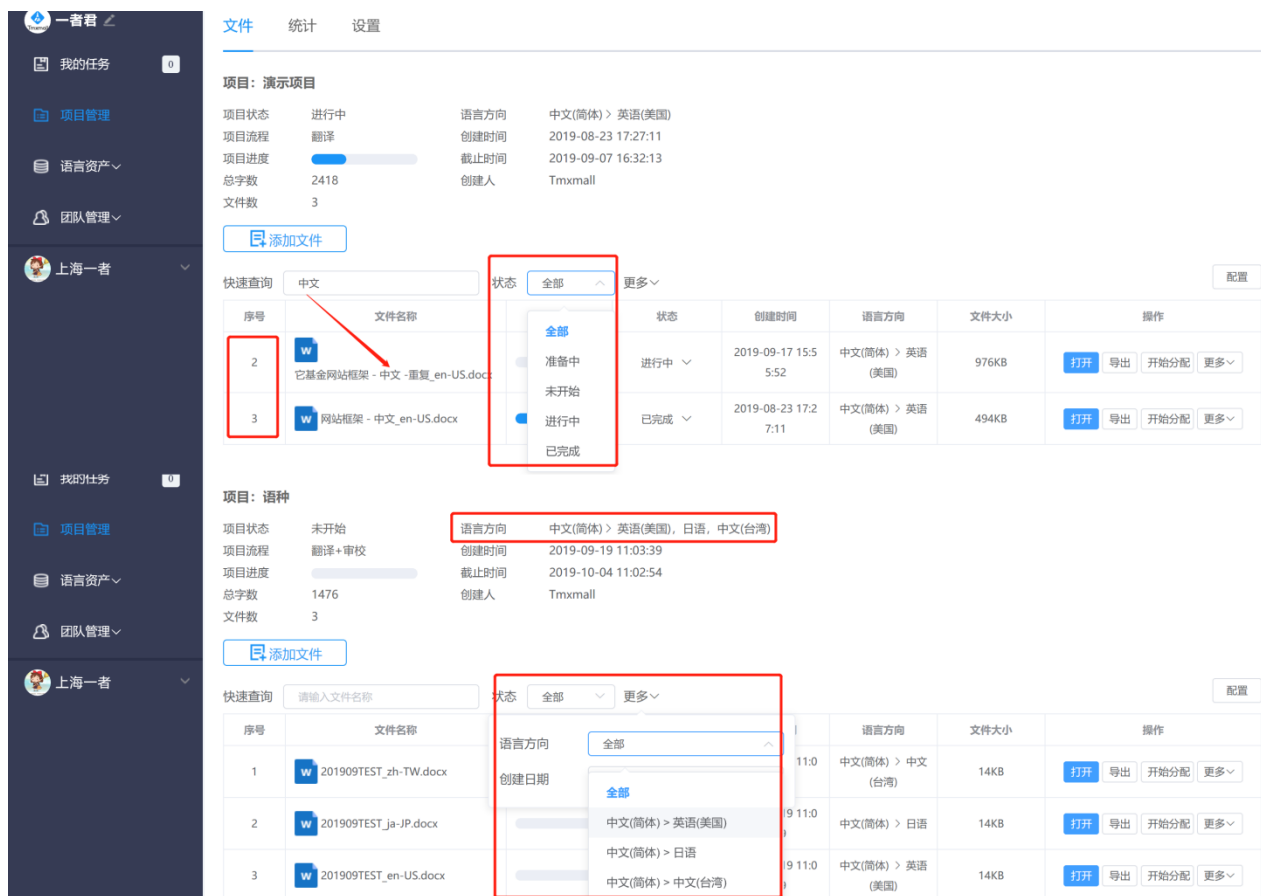 一者君
文件 统计 设置
我的任务 0
项目：演示项目
项目状态 进行中 语言方向 中文(简体) > 英语(美国)
项目管理
项目流程 翻译 创建时间 2019-08-23 17:27:11
项目进度 截止时间 2019-09-07 16:32:13
语言资产
总字数 2418 创建人 Tmxmall
文件数 3
团队管理
添加文件
上海一者
快速查询 中文 状态 全部 更多 配置
序号 文件名称 状态 创建时间 语言方向 文件大小 操作
全部
准备中
未开始
进行中
已完成
2 它基金网站框架 - 中文 -重复_en-US.docx 进行中 2019-09-17 15:5
5:52 中文(简体) > 英语
(美国) 976KB 打开 导出 开始分配 更多
3 网站框架 - 中文_en-US.docx 已完成 2019-08-23 17:2
7:11 中文(简体) > 英语
(美国) 494KB 打开 导出 开始分配 更多
我的任务 0
项目：语种
项目状态 未开始 语言方向 中文(简体) > 英语(美国)，日语，中文(台湾)
项目管理
项目流程 翻译+审校 创建时间 2019-09-19 11:03:39
项目进度 截止时间 2019-10-04 11:02:54
语言资产
总字数 1476 创建人 Tmxmall
文件数 3
团队管理
添加文件
上海一者
快速查询 请输入文件名称 状态 全部 更多 配置
序号 文件名称 语言方向 文件大小 操作
语言方向 全部
创建日期
全部
中文(简体) > 英语(美国)
中文(简体) > 日语
中文(简体) > 中文(台湾)
1 201909TEST_zh-TW.docx 11:0 中文(简体) > 中文
(台湾) 14KB 打开 导出 开始分配 更多
2 201909TEST_ja-JP.docx 19 11:0 中文(简体) > 日语 14KB 打开 导出 开始分配 更多
3 201909TEST_en-US.docx 19 11:0 中文(简体) > 英语
(美国) 14KB 打开 导出 开始分配 更多